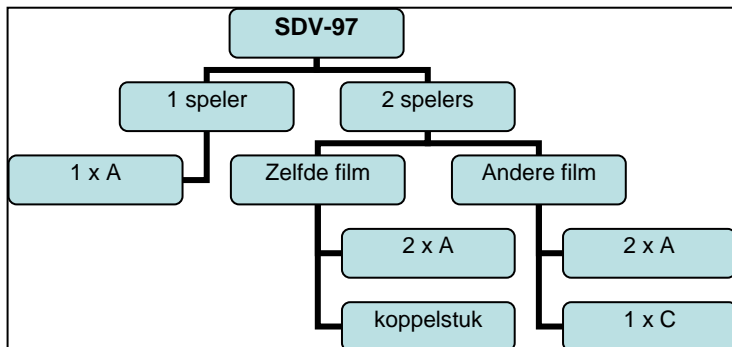 SDV-97
1 speler
2 spelers
1 x A
Zelfde film
Andere film
2 x A
2 x A
koppelstuk
1 x C